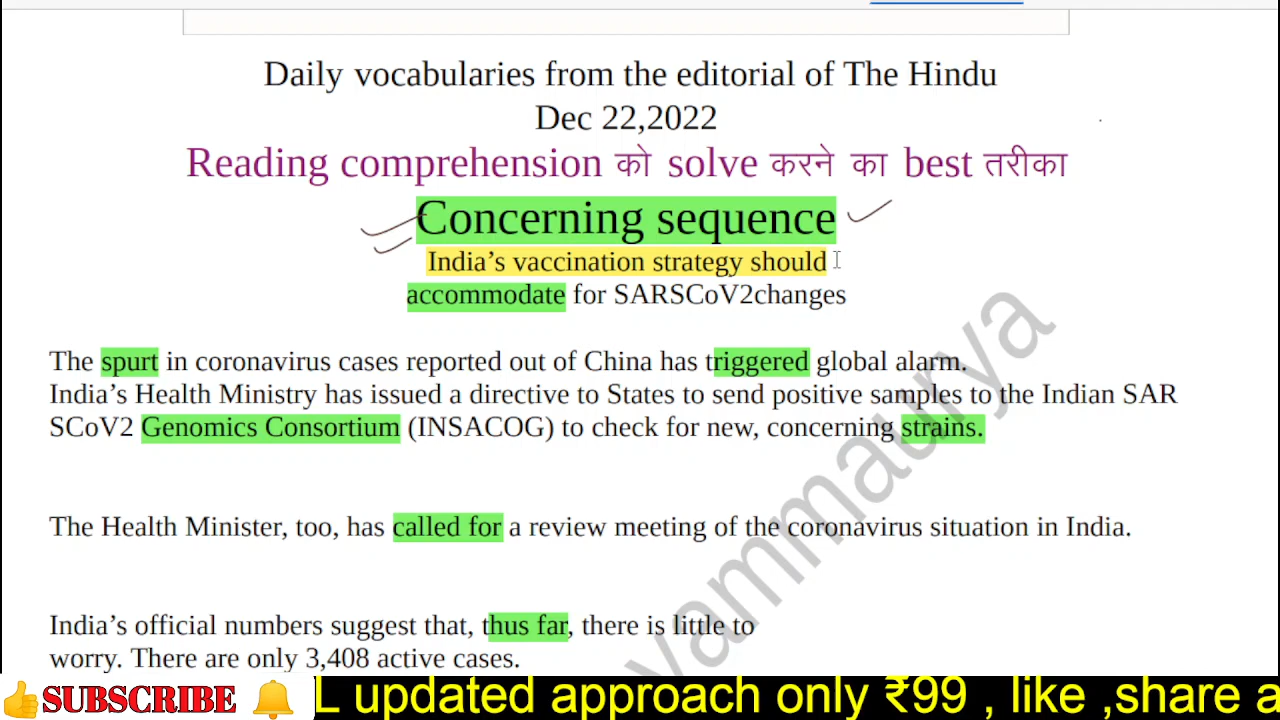 Daily vocabularies from the editorial of The Hindu
Dec 22,2022
Reading comprehension को solve करने का best तरीका
Concerning sequence
India’s vaccination strategy should
accommodate for SARSCoV2changes
The spurt in coronavirus cases reported out of China has triggered global alarm.
India’s Health Ministry has issued a directive to States to send positive samples to the Indian SAR
SCoV2 Genomics Consortium (INSACOG) to check for new, concerning strains.
The Health Minister, too, has called for a review meeting of the coronavirus situation in India.
India’s official numbers suggest that, thus far, there is little to
worry. There are only 3,408 active cases.
yammaurya
SUBSCRIBE L updated approach only ₹99 , like ,share a